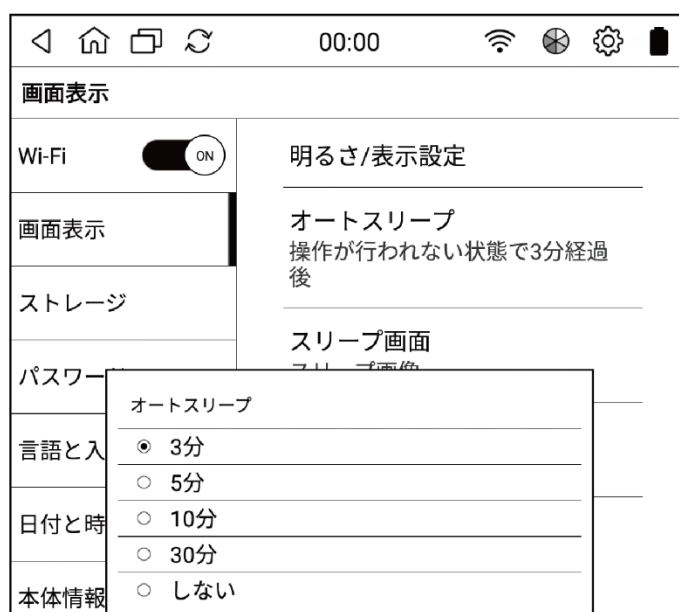 00:00
画面表示
Wi-Fi
ON
画面表示
ストレージ
パスワー
言語と入
日付と時
本体情報
明るさ/表示設定
オートスリープ
操作が行われない状態で3分経過
後
スリープ画面
オートスリープ
3分
5分
10分
30分
しない